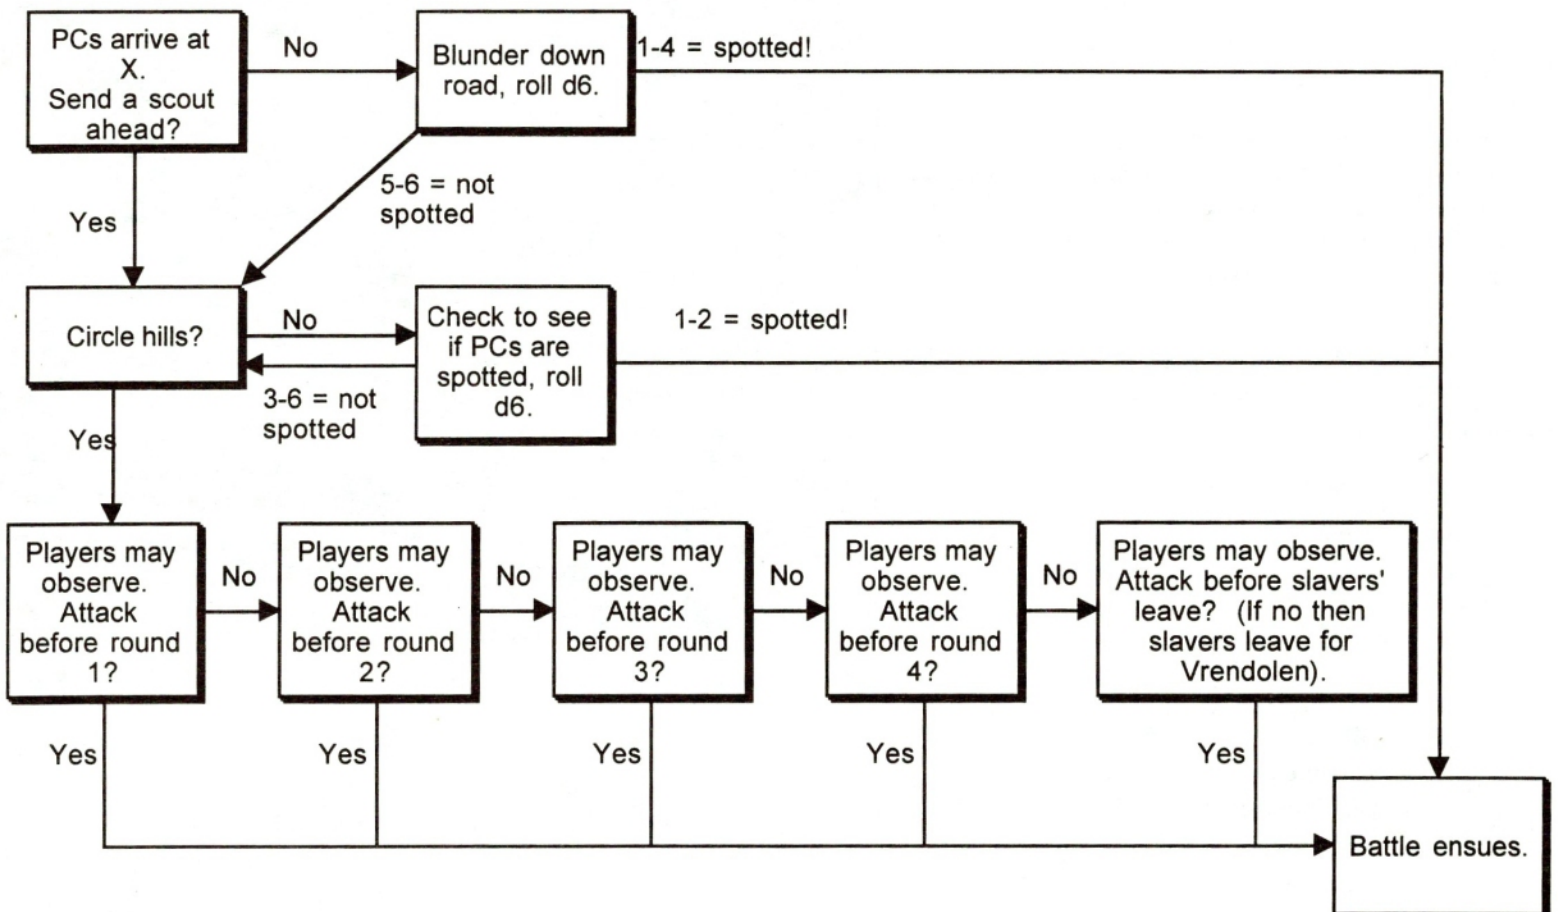 PCs arrive at
X.
Send a scout
ahead?
No
Blunder down
road, roll d6.
1-4 = spotted!
5-6 = not
spotted
Yes
Circle hills?
No
Check to see
if PCs are
spotted, roll
d6.
1-2 = spotted!
3-6 = not
spotted
Yes
Players may
observe.
Attack
before round
1?
No
Players may
observe.
Attack
before round
2?
No
Players may
observe.
Attack
before round
3?
No
Players may
observe.
Attack
before round
4?
No
Players may observe.
Attack before slavers'
leave? (If no then
slavers leave for
Vrendolen).
Yes
Yes
Yes
Yes
Yes
Battle ensues.